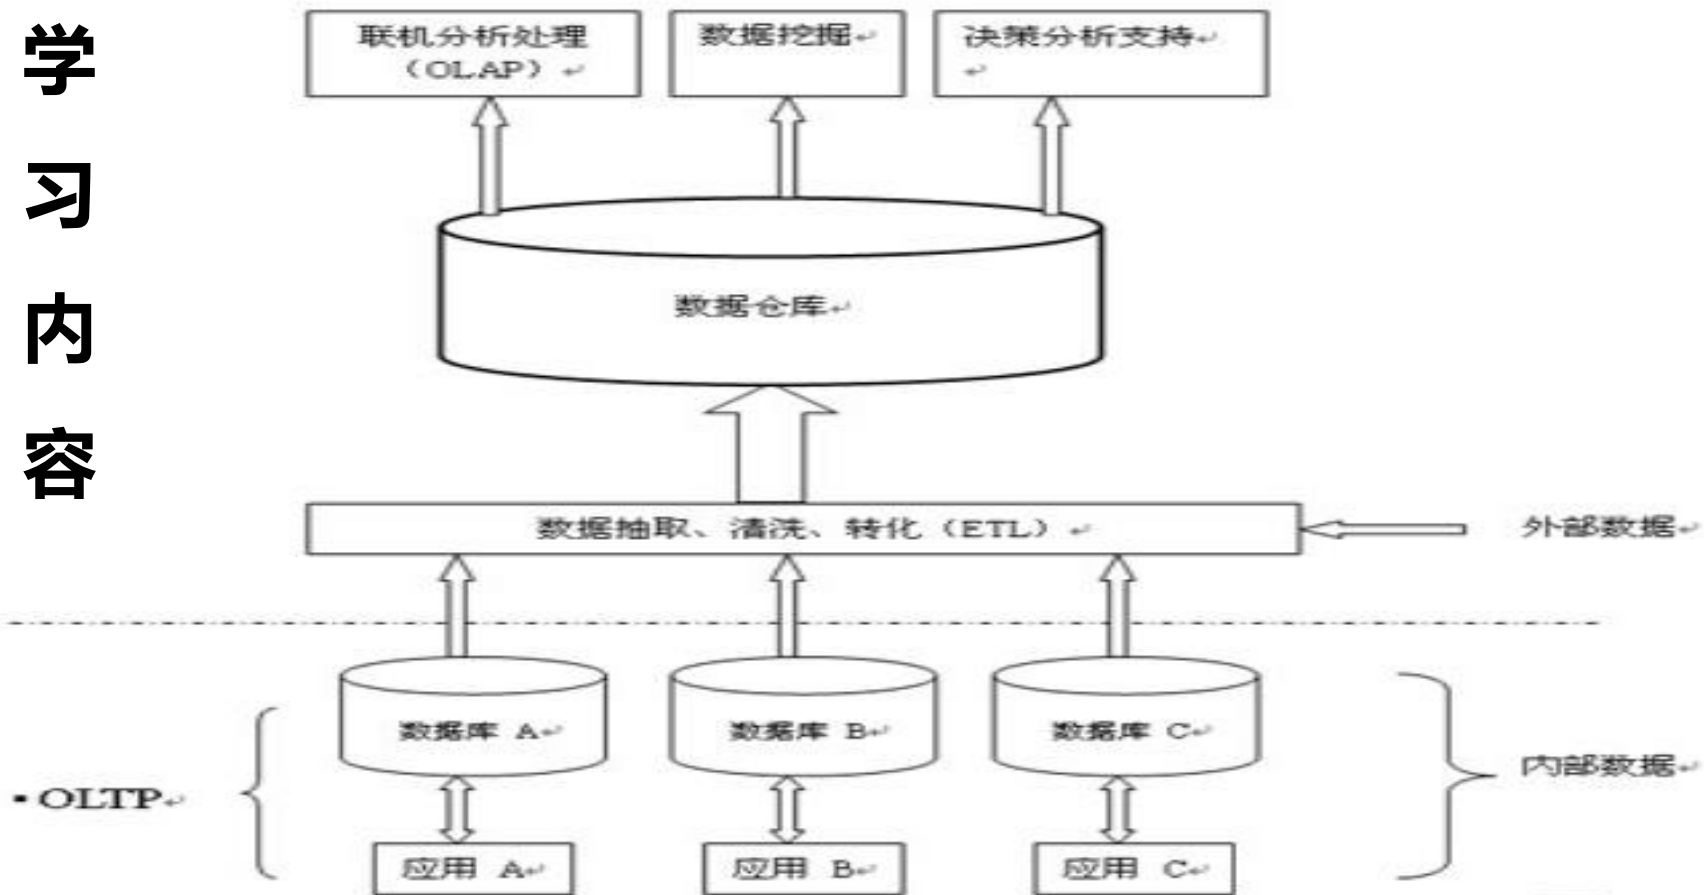 学
习
内
容
联机分析处理
（OLAP）
数据挖掘
决策分析支持
数据仓库
数据抽取、清洗、转化（ETL）
外部数据
数据库 A
数据库 B
数据库 C
内部数据
▪ OLTP
应用 A
应用 B
应用 C